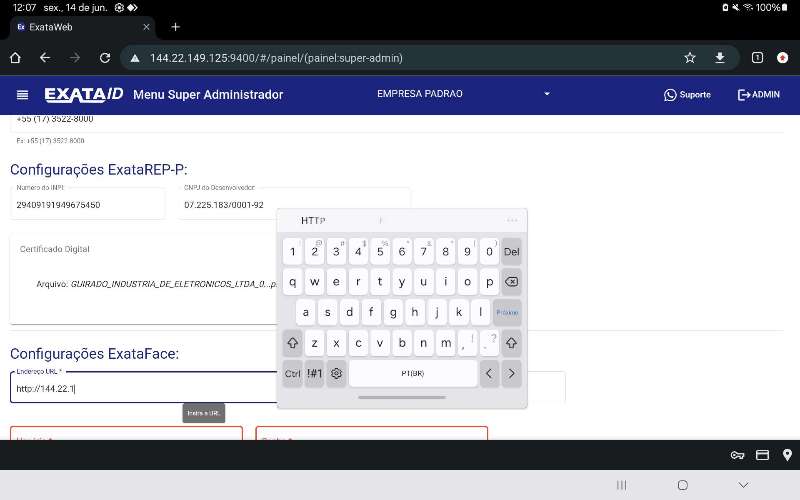 12:07 sex., 14 de jun. 100%
Ex ExataWeb
144.22.149.125:9400/#/painel/(painel:super-admin)
1
EXATAID Menu Super Administrador EMPRESA PADRAO Suporte ADMIN
+55 (17) 3522-8000
Ex: +55 (17) 3522-8000
Configurações ExataREP-P:
Número do INPI:
CNPJ do Desenvolvedor:
29409191949675450
07.225.183/0001-92
Certificado Digital
Arquivo: GUIRADO_INDUSTRIA_DE_ELETRONICOS_LTDA_0...p
HTTP
1 2 3 4 5 6 7 8 9 0 Del
q w e r t y u i o p
a s d f g h j k l Próximo
z x c v b n m , ! . ?
Ctrl !#1 PT(BR)
Configurações ExataFace:
Endereço URL *
http://144.22.1
Insira a URL